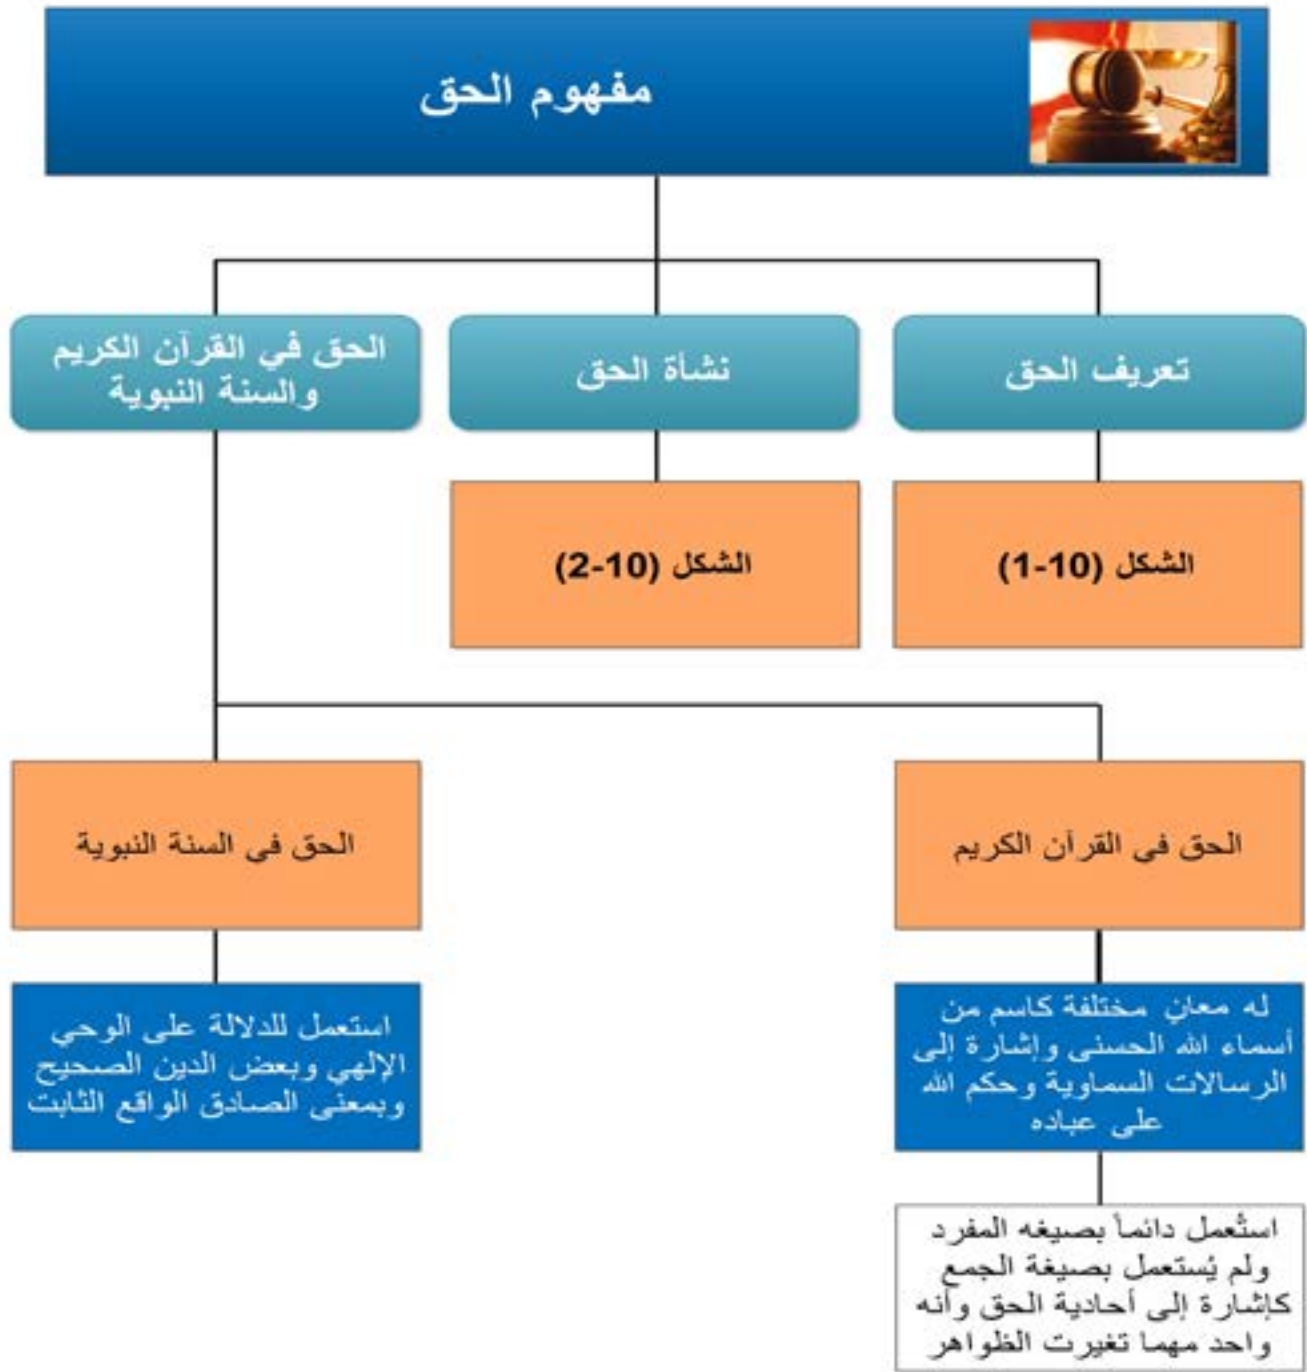 مفهوم الحق
تعريف الحق
نشأة الحق
الحق في القرآن الكريم
والسنة النبوية
الشكل (10-1)
الشكل (10-2)
الحق في القرآن الكريم
الحق في السنة النبوية
له معانٍ مختلفة كاسم من
أسماء الله الحسنى وإشارة إلى
الرسالات السماوية وحكم الله
على عباده
استعمل للدلالة على الوحي
الإلهي وبعض الدين الصحيح
وبمعنى الصادق الواقع الثابت
استُعمل دائماً بصيغه المفرد
ولم يُستعمل بصيغة الجمع
كإشارة إلى أحادية الحق وأنه
واحد مهما تغيرت الظواهر